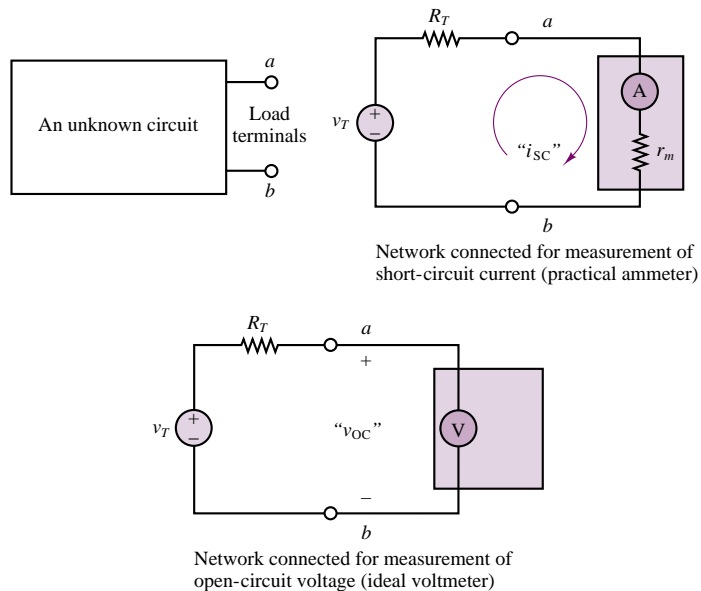 An unknown circuit
a
Load
terminals
b
R_T
a
v_T
+
−
"i_SC"
A
r_m
b
Network connected for measurement of
short-circuit current (practical ammeter)
R_T
a
+
v_T
+
−
"v_OC"
V
−
b
Network connected for measurement of
open-circuit voltage (ideal voltmeter)